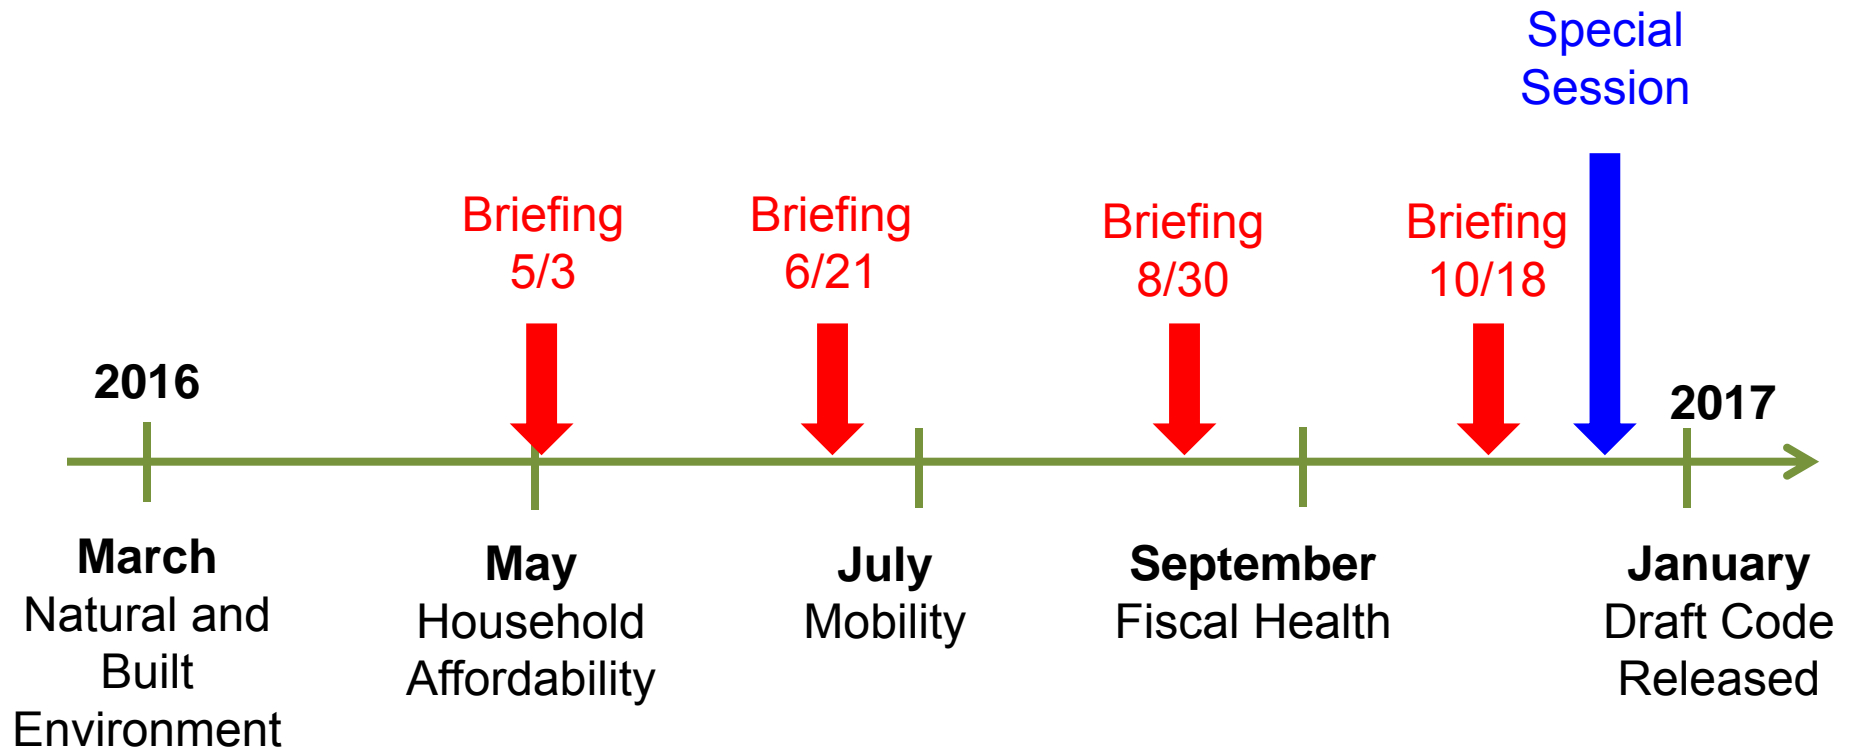 Special
Session
Briefing
5/3
Briefing
6/21
Briefing
8/30
Briefing
10/18
2016
2017
March
Natural and
Built
Environment
May
Household
Affordability
July
Mobility
September
Fiscal Health
January
Draft Code
Released